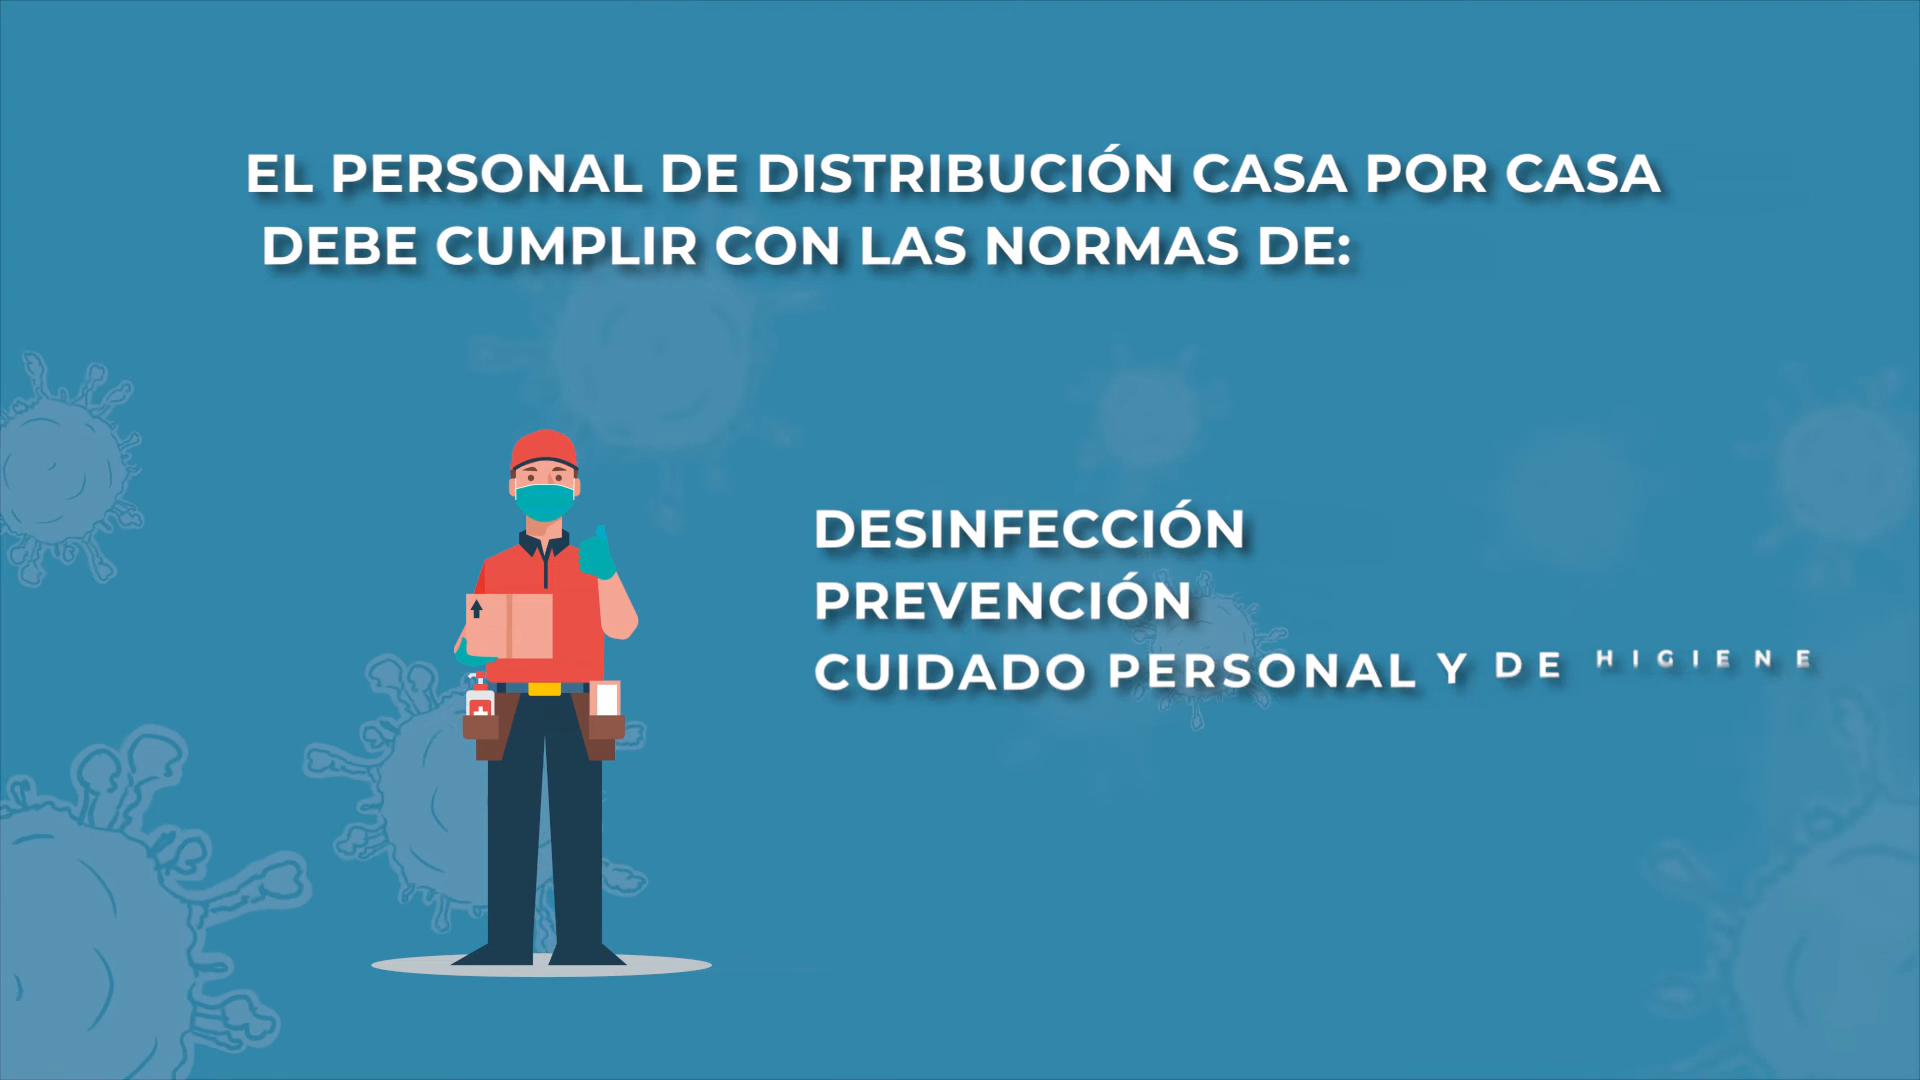 EL PERSONAL DE DISTRIBUCIÓN CASA POR CASA
DEBE CUMPLIR CON LAS NORMAS DE:
DESINFECCIÓN
PREVENCIÓN
CUIDADO PERSONAL Y DE HIGIENE